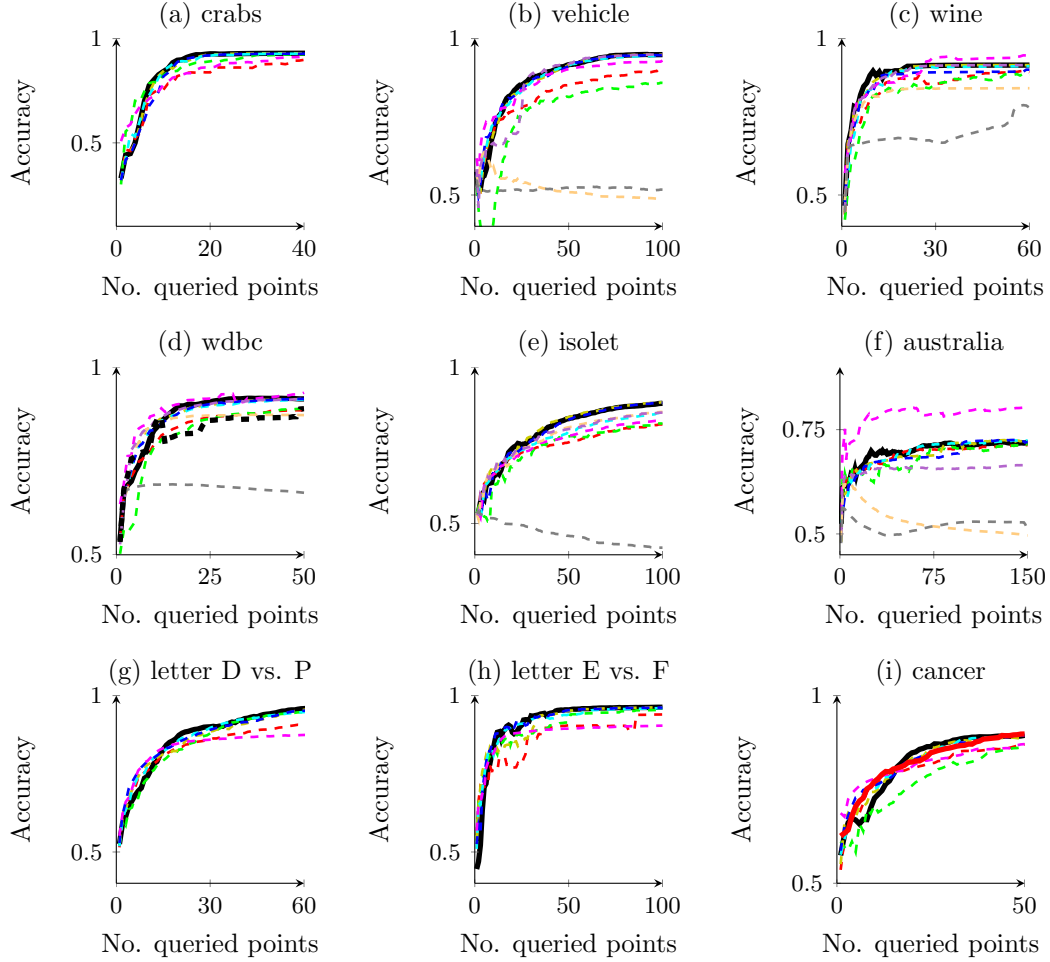 (a) crabs
(b) vehicle
(c) wine
1
0.5
0 20 40
Accuracy
No. queried points
1
0.5
0 50 100
Accuracy
No. queried points
1
0.5
0 30 60
Accuracy
No. queried points
(d) wdbc
(e) isolet
(f) australia
1
0.5
0 25 50
Accuracy
No. queried points
1
0.5
0 50 100
Accuracy
No. queried points
0.75
0.5
0 75 150
Accuracy
No. queried points
(g) letter D vs. P
(h) letter E vs. F
(i) cancer
1
0.5
0 30 60
Accuracy
No. queried points
1
0.5
0 50 100
Accuracy
No. queried points
1
0.5
0 50
Accuracy
No. queried points